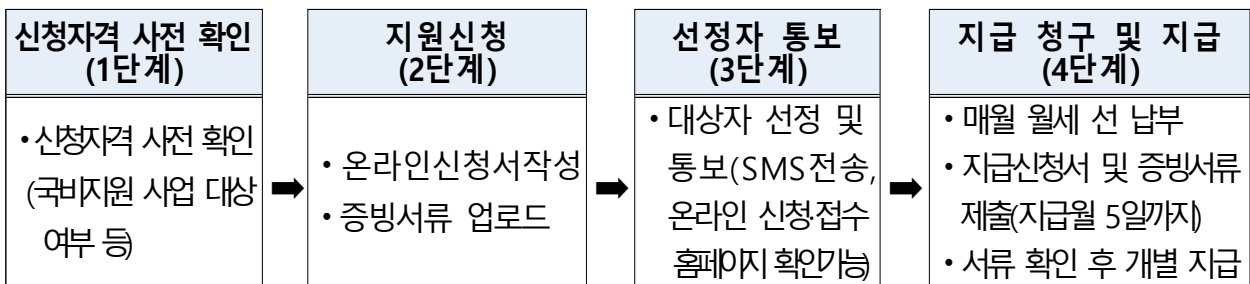 신청자격 사전 확인
(1단계)
•신청자격 사전 확인
(국비지원 사업 대상
여부 등)
지원신청
(2단계)
• 온라인신청서작성
• 증빙서류 업로드
선정자 통보
(3단계)
• 대상자 선정 및
통보(SMS전송,
온라인 신청·접수
홈페이지 확인가능)
지급 청구 및 지급
(4단계)
• 매월 월세 선 납부
• 지급신청서 및 증빙서류
제출(지급월 5일까지)
• 서류 확인 후 개별 지급